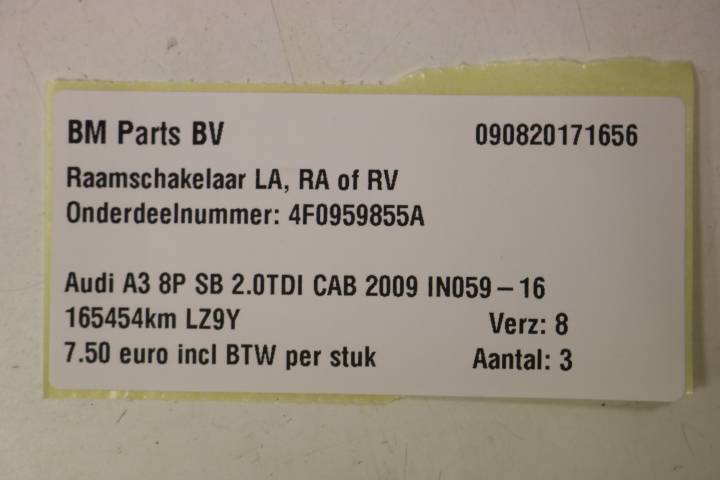 BM Parts BV 090820171656
Raamschakelaar LA, RA of RV
Onderdeelnummer: 4F0959855A
Audi A3 8P SB 2.0TDI CAB 2009 IN059-16
165454km LZ9Y Verz: 8
7.50 euro incl BTW per stuk Aantal: 3